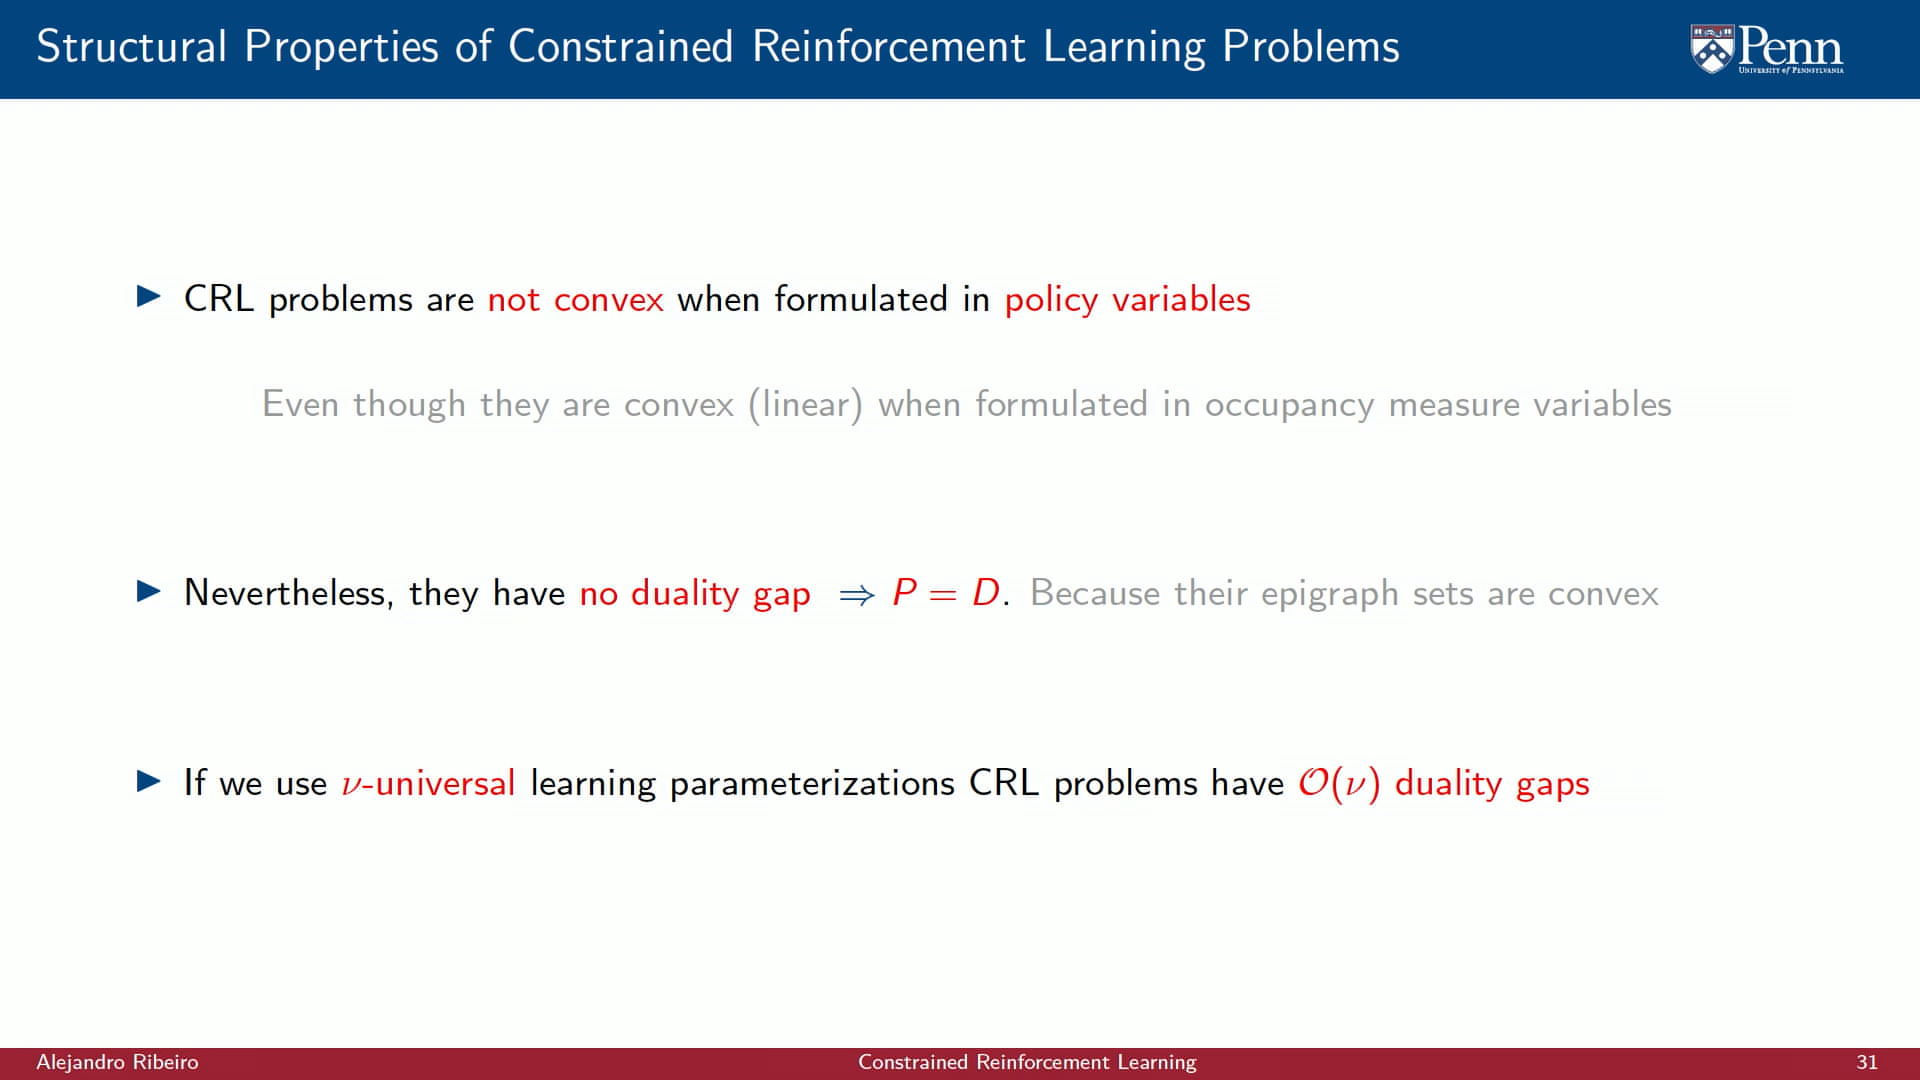 Structural Properties of Constrained Reinforcement Learning Problems
Penn
UNIVERSITY of PENNSYLVANIA
▶ CRL problems are not convex when formulated in policy variables
Even though they are convex (linear) when formulated in occupancy measure variables
▶ Nevertheless, they have no duality gap ⇒ P = D. Because their epigraph sets are convex
▶ If we use ν-universal learning parameterizations CRL problems have 𝒪(ν) duality gaps
Alejandro Ribeiro
Constrained Reinforcement Learning
31